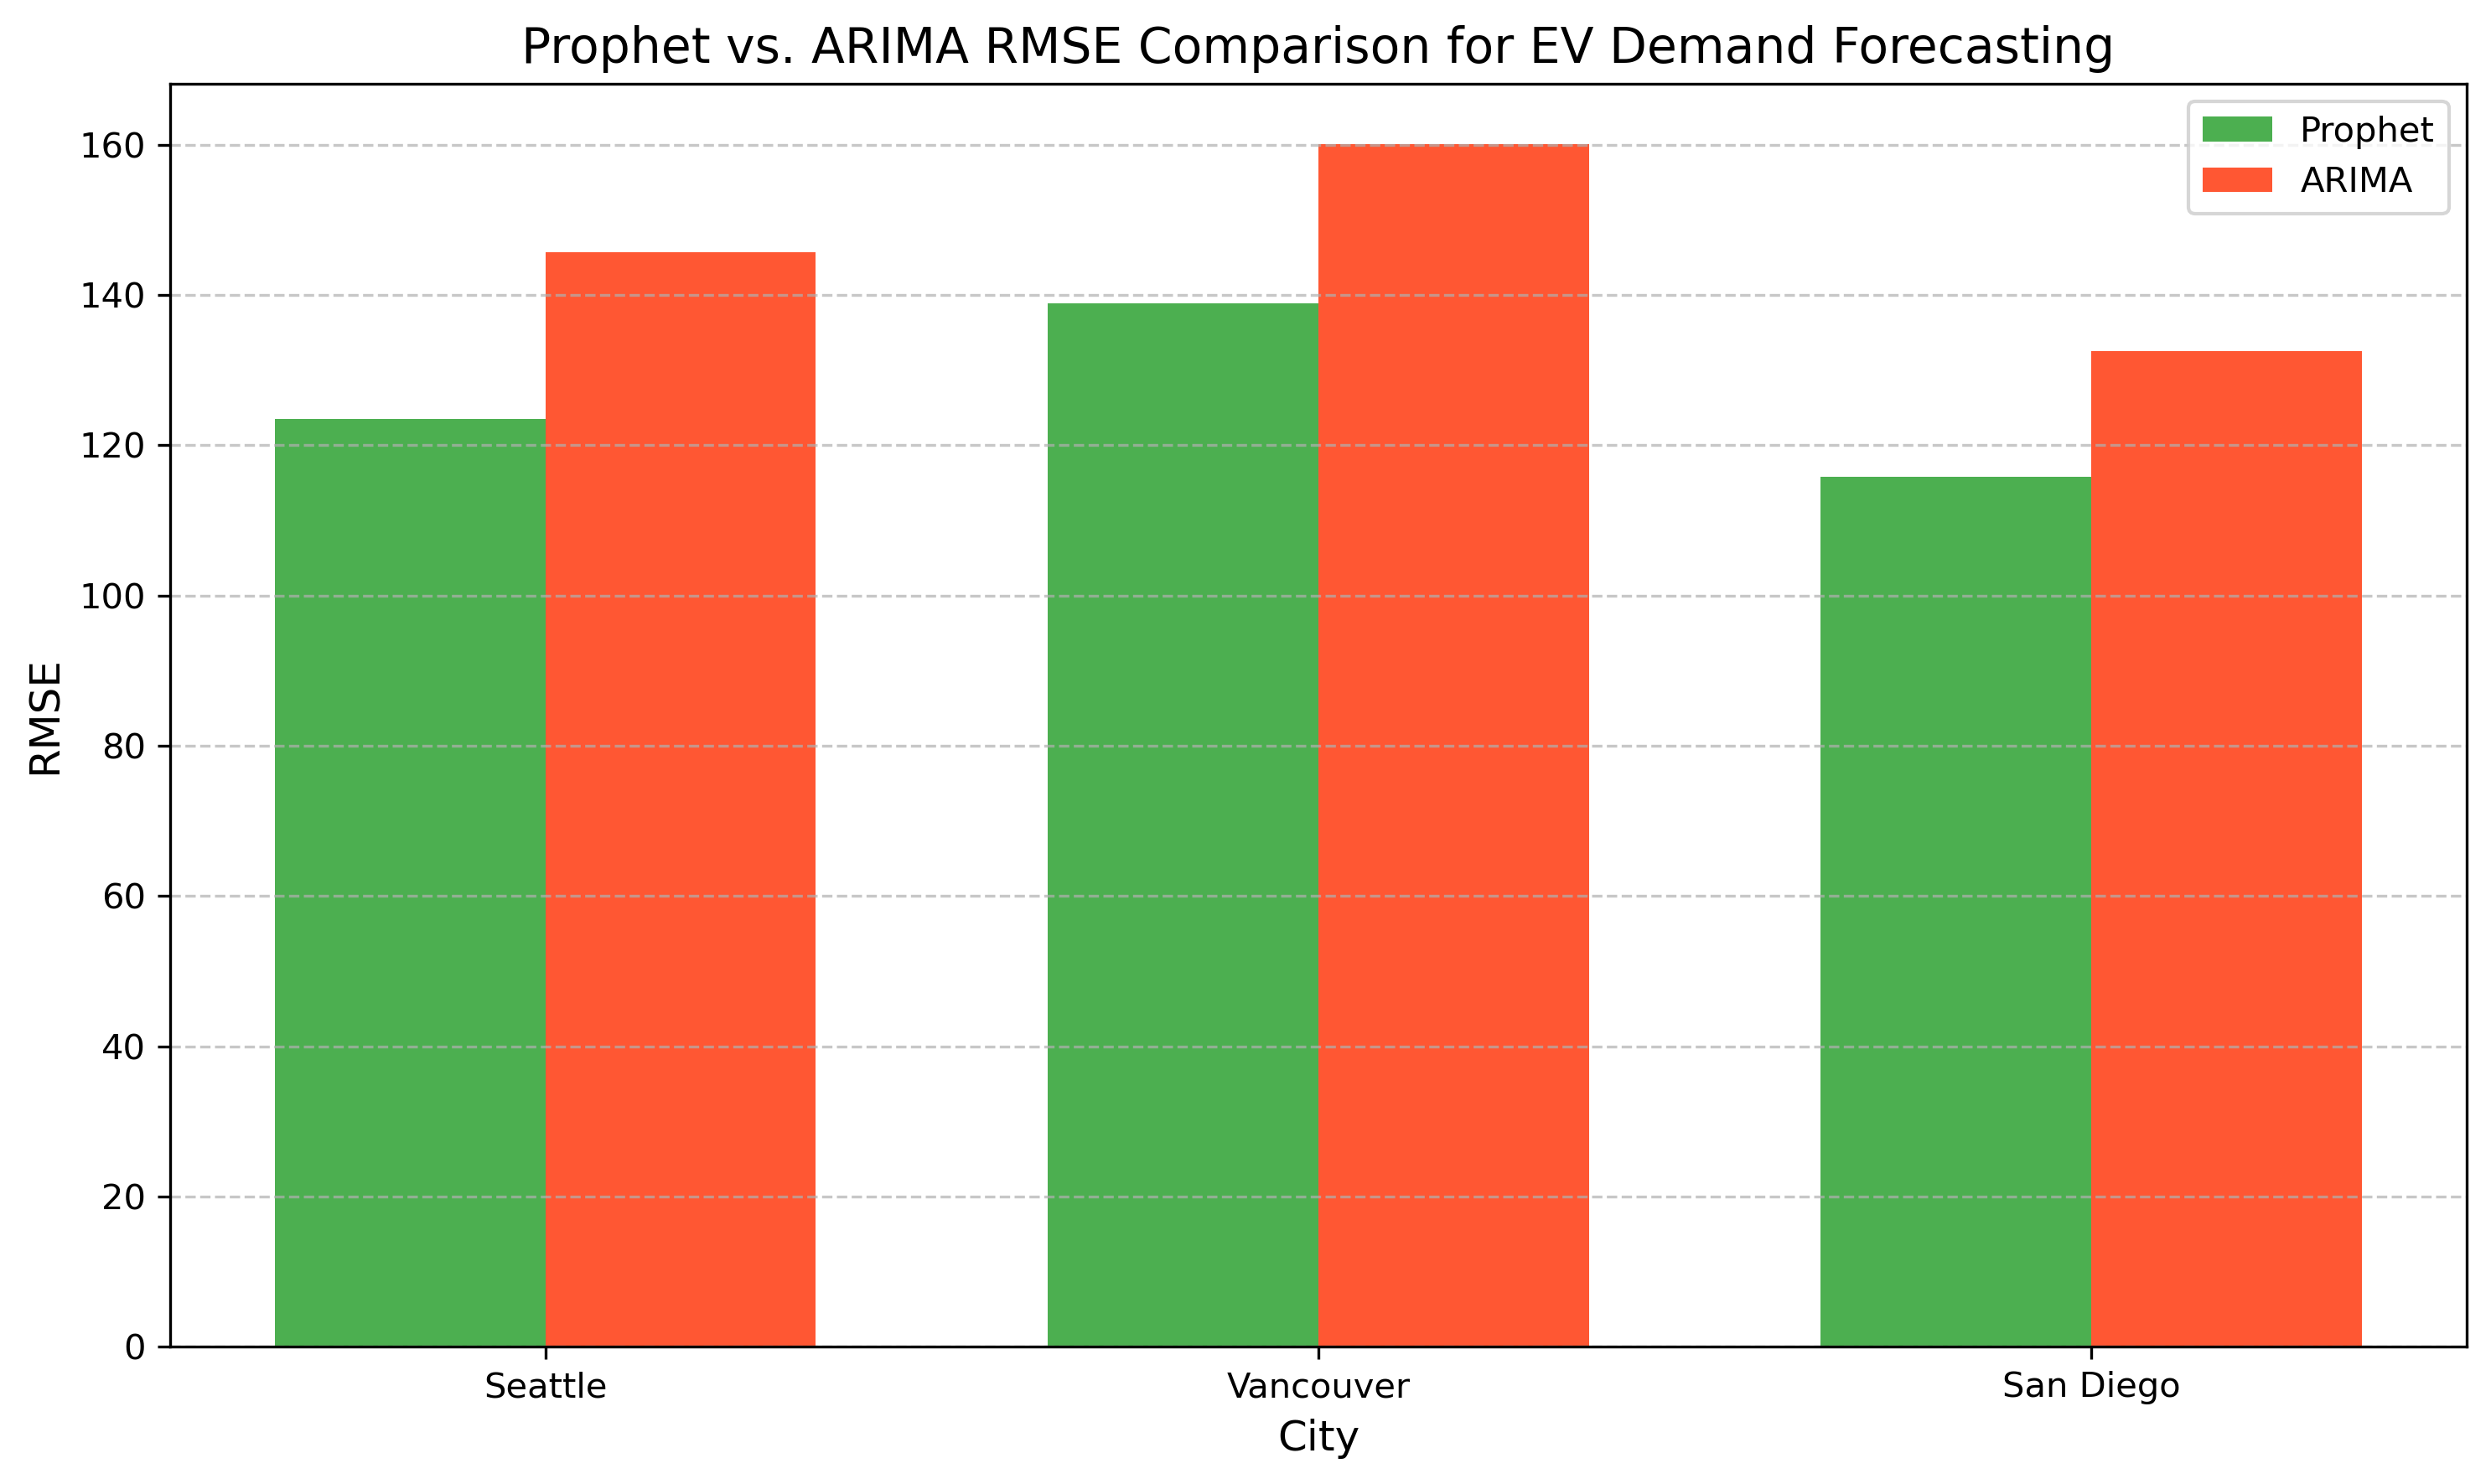 Prophet vs. ARIMA RMSE Comparison for EV Demand Forecasting
Prophet
ARIMA
RMSE
160
140
120
100
80
60
40
20
0
Seattle
Vancouver
San Diego
City